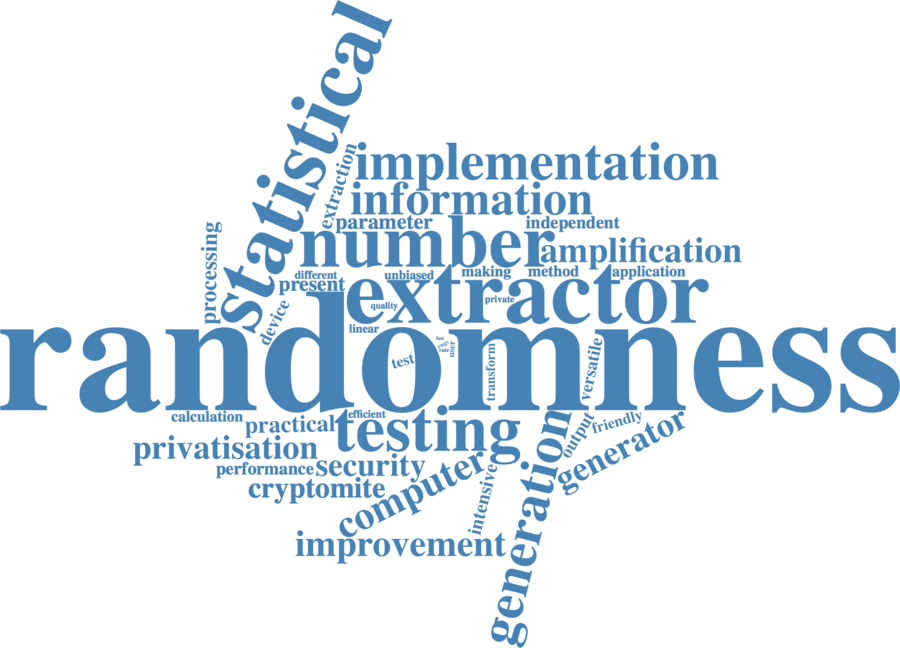 statistical
extraction
implementation
information
parameter
independent
number
amplification
processing
different
unbiased
making
method
application
present
extractor
quality
private
device
linear
randomness
test
fast
user
transform
versatile
calculation
efficient
practical
testing
output
friendly
privatisation
generator
performance
security
computer
intensive
generation
cryptomite
improvement